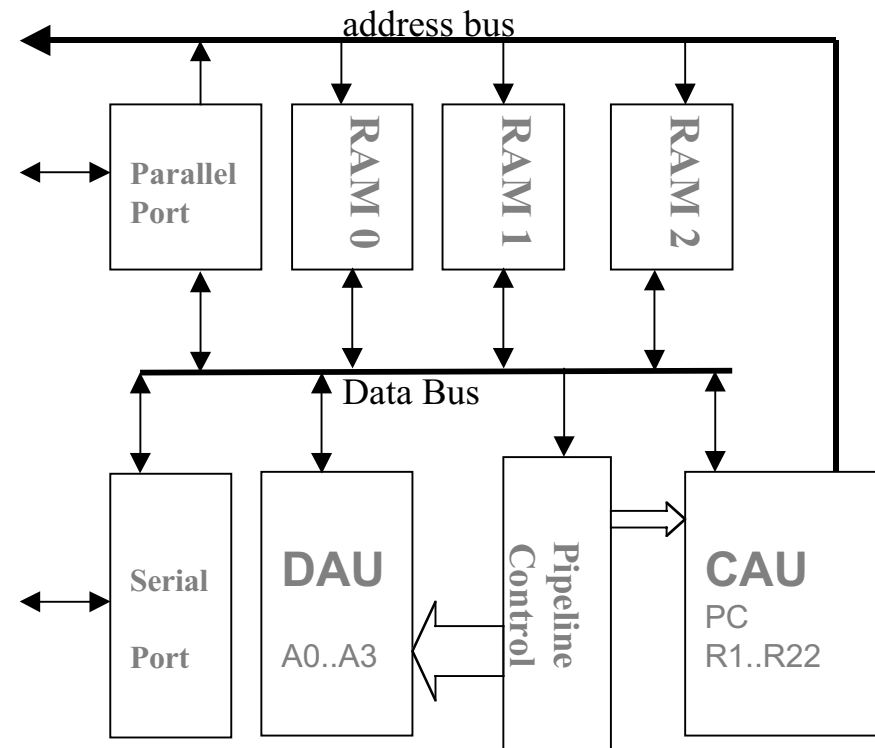 address bus
Parallel
Port
RAM 0
RAM 1
RAM 2
Data Bus
Serial
Port
DAU
A0..A3
Pipeline
Control
CAU
PC
R1..R22